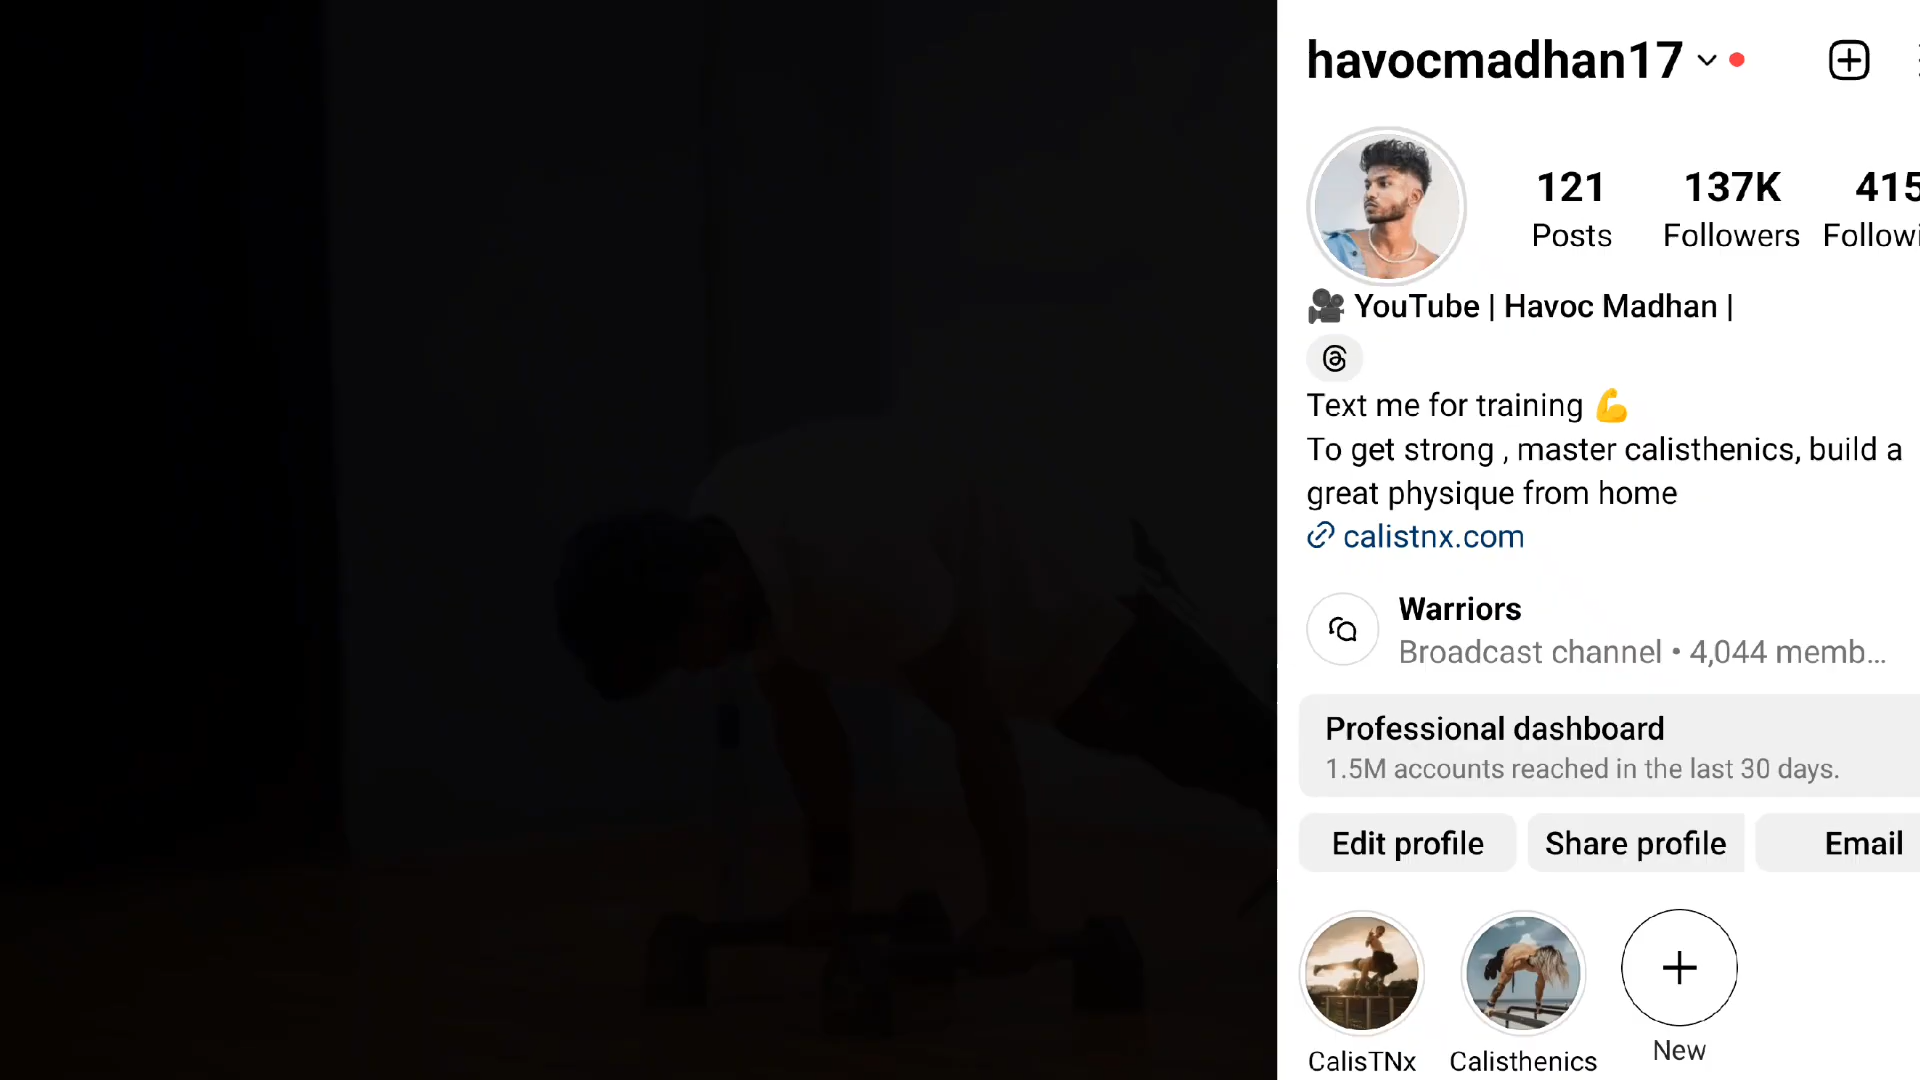 havocmadhan17
121 137K 415
Posts Followers Followi
YouTube | Havoc Madhan |
Text me for training 💪
To get strong , master calisthenics, build a
great physique from home
calistnx.com
Warriors
Broadcast channel • 4,044 memb...
Professional dashboard
1.5M accounts reached in the last 30 days.
Edit profile Share profile Email
CalisTNx Calisthenics New